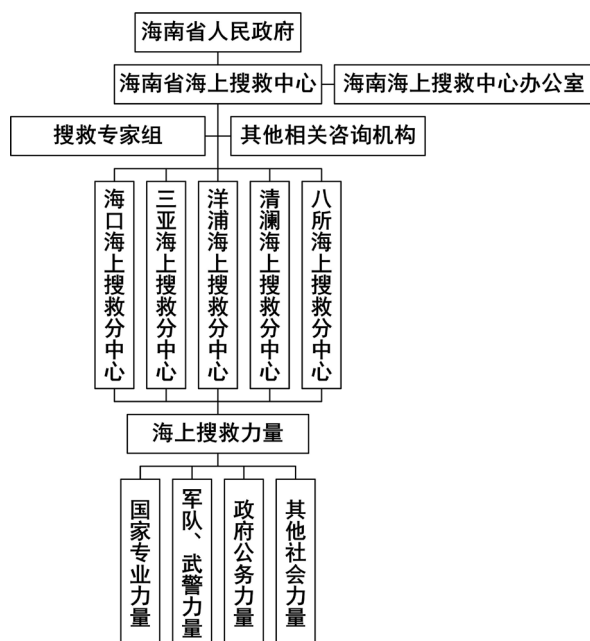 海南省人民政府
海南省海上搜救中心
海南海上搜救中心办公室
搜救专家组
其他相关咨询机构
海口海上搜救分中心
三亚海上搜救分中心
洋浦海上搜救分中心
清澜海上搜救分中心
八所海上搜救分中心
海上搜救力量
国家专业力量
军队、武警力量
政府公务力量
其他社会力量